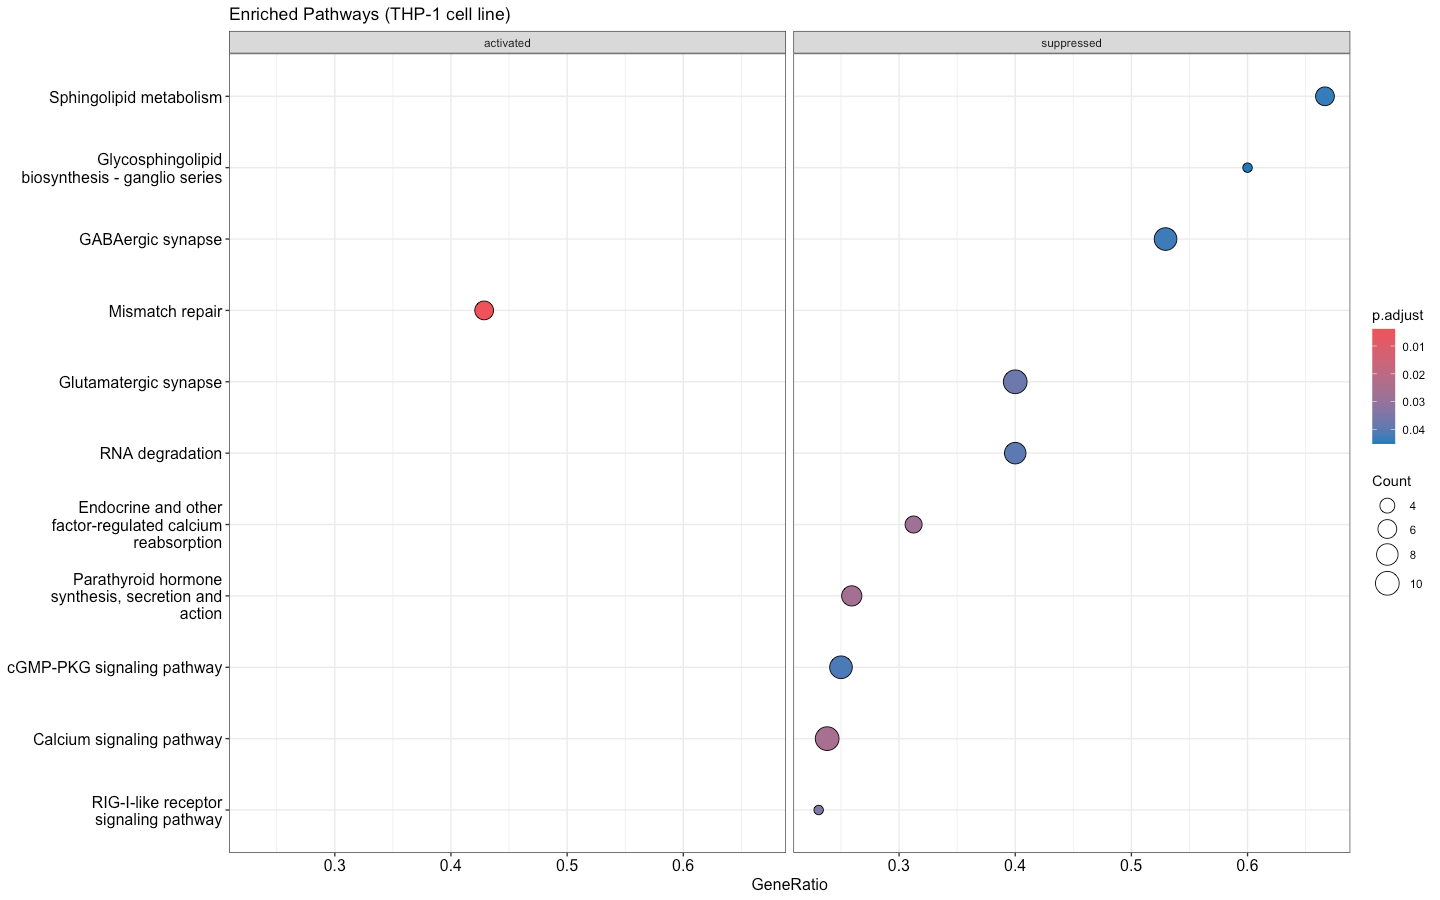 Enriched Pathways (THP-1 cell line)
activated
suppressed
Sphingolipid metabolism
Glycosphingolipid
biosynthesis - ganglio series
GABAergic synapse
Mismatch repair
Glutamatergic synapse
RNA degradation
Endocrine and other
factor-regulated calcium
reabsorption
Parathyroid hormone
synthesis, secretion and
action
cGMP-PKG signaling pathway
Calcium signaling pathway
RIG-I-like receptor
signaling pathway
0.3 0.4 0.5 0.6
0.3 0.4 0.5 0.6
GeneRatio
p.adjust
0.01
0.02
0.03
0.04
Count
4
6
8
10